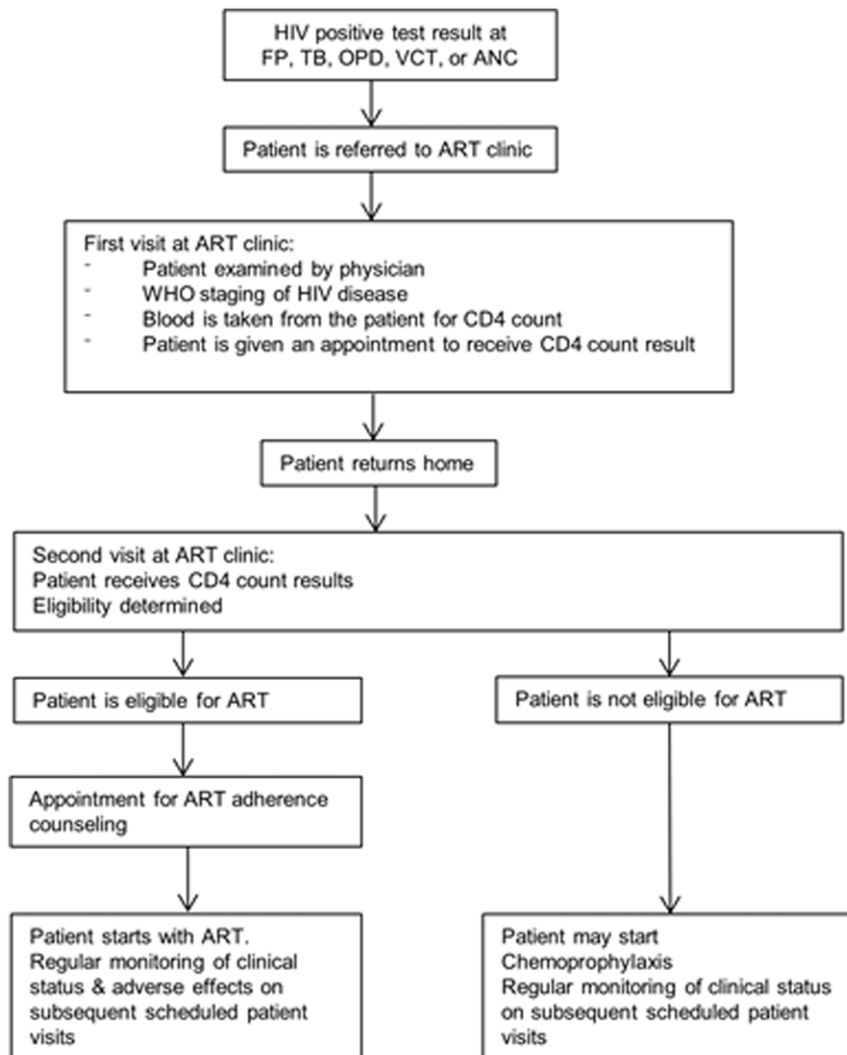 HIV positive test result at
FP, TB, OPD, VCT, or ANC
Patient is referred to ART clinic
First visit at ART clinic:
- Patient examined by physician
- WHO staging of HIV disease
- Blood is taken from the patient for CD4 count
- Patient is given an appointment to receive CD4 count result
Patient returns home
Second visit at ART clinic:
Patient receives CD4 count results
Eligibility determined
Patient is eligible for ART
Patient is not eligible for ART
Appointment for ART adherence
counseling
Patient starts with ART.
Regular monitoring of clinical
status & adverse effects on
subsequent scheduled patient
visits
Patient may start
Chemoprophylaxis
Regular monitoring of clinical status
on subsequent scheduled patient
visits